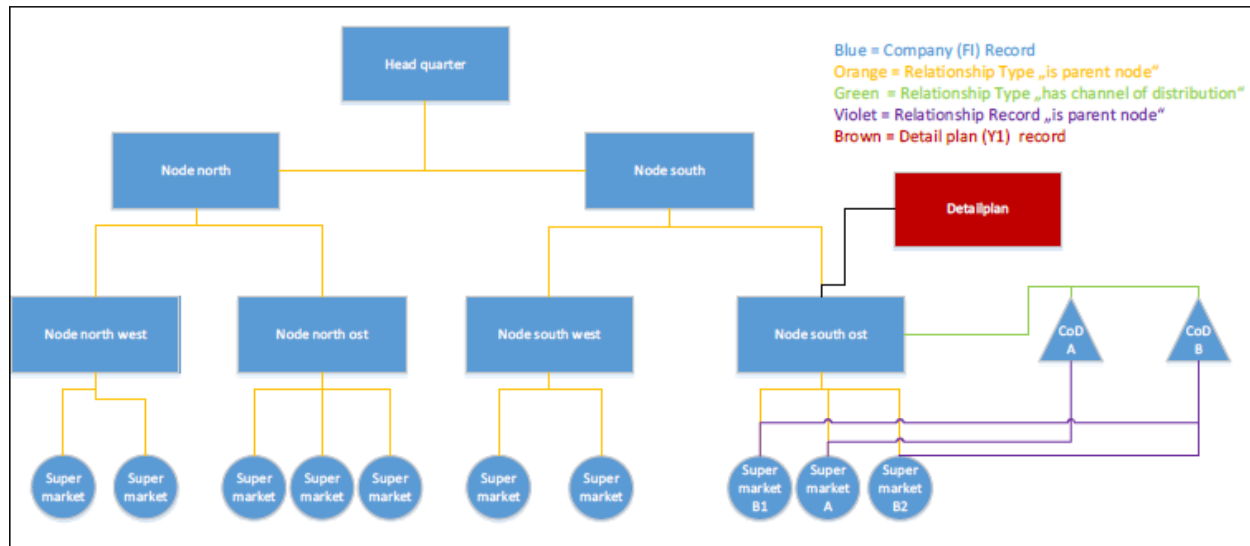 Head quarter
Blue = Company (FI) Record
Orange = Relationship Type „is parent node“
Green = Relationship Type „has channel of distribution“
Violet = Relationship Record „is parent node“
Brown = Detail plan (Y1) record
Node north
Node south
Detailplan
Node north west
Node north ost
Node south west
Node south ost
CoD
A
CoD
B
Super
market
Super
market
Super
market
Super
market
Super
market
Super
market
Super
market
Super
market
B1
Super
market
A
Super
market
B2